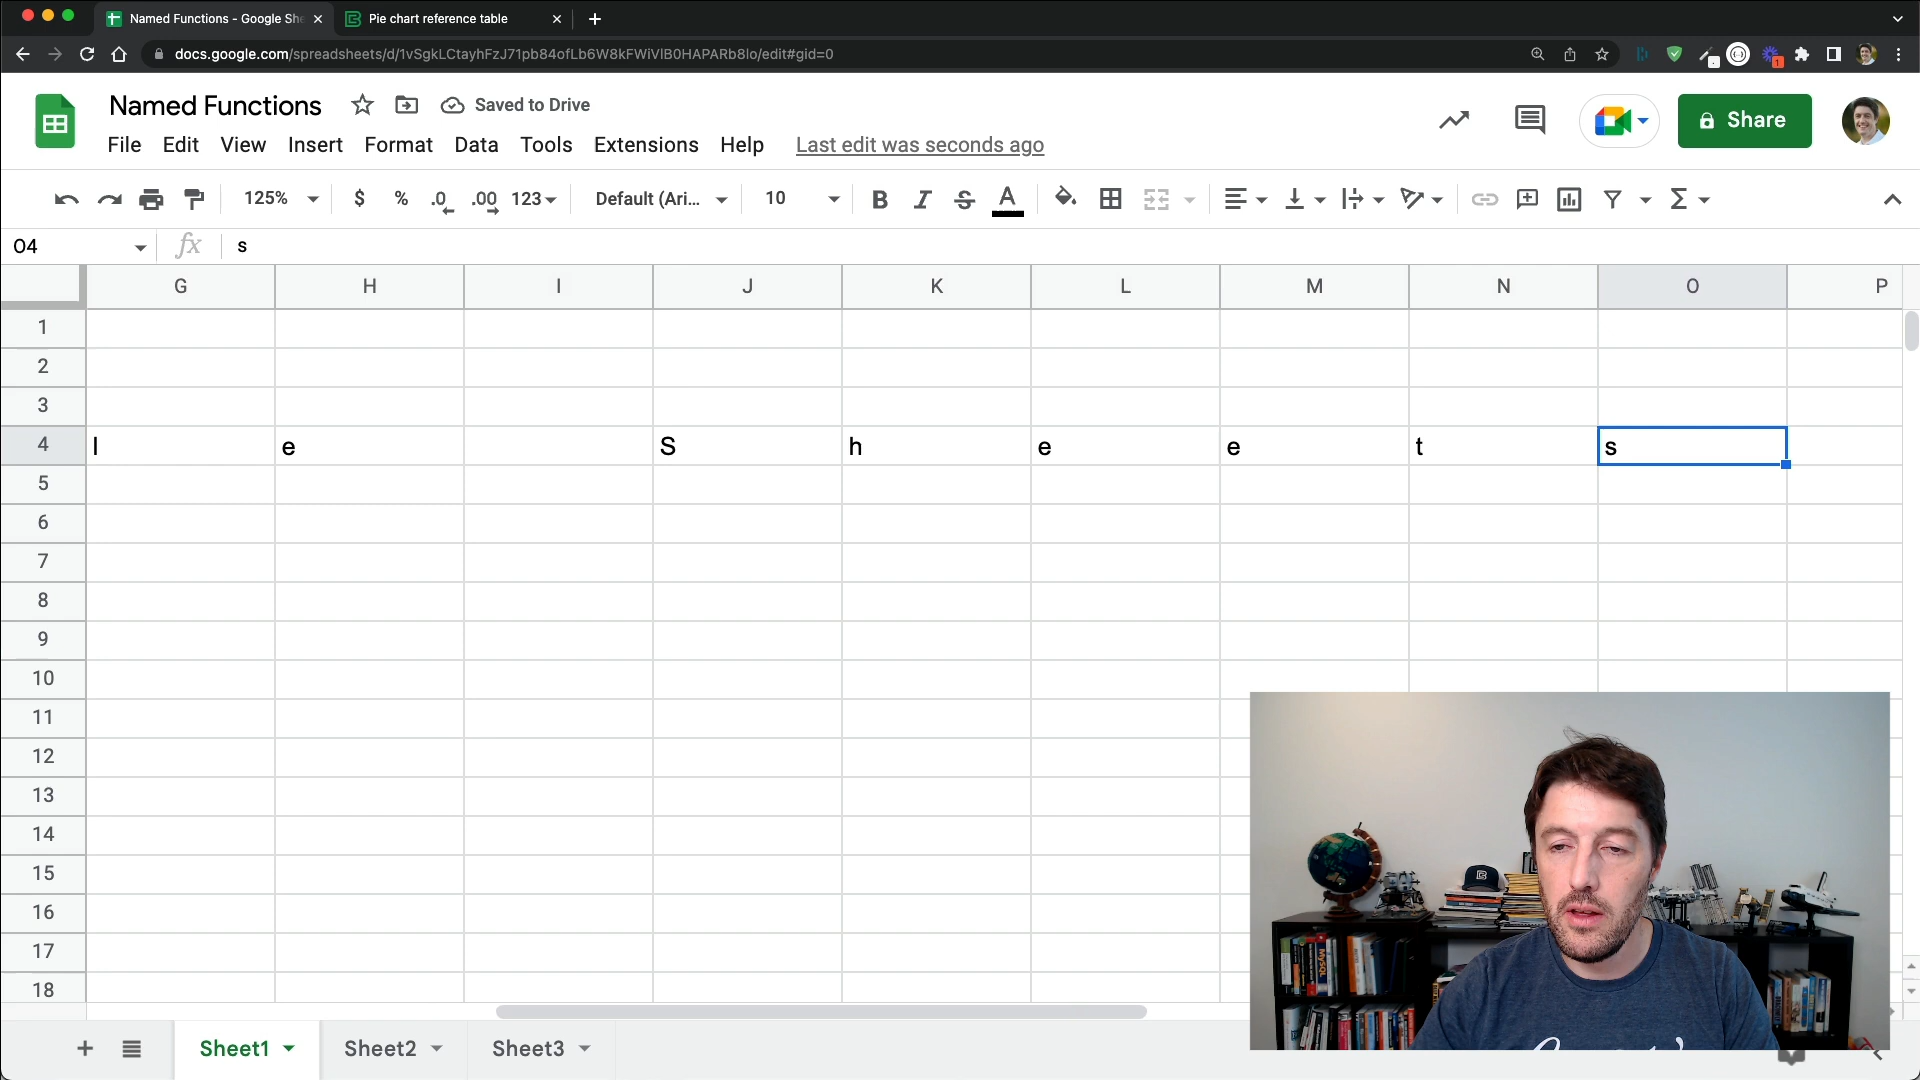 Named Functions - Google She
Pie chart reference table
docs.google.com/spreadsheets/d/1vSgkLCtayhFzJ71pb84ofLb6W8kFWiVlB0HAPARb8lo/edit#gid=0
Named Functions Saved to Drive
Share
File Edit View Insert Format Data Tools Extensions Help Last edit was seconds ago
125% $ % .0 .00 123 Default (Ari... 10 B I S A Σ
O4 fx s
G H I J K L M N O P
1
2
3
4 l e S h e e t s
5
6
7
8
9
10
11
12
13
14
15
16
17
18
MySQL
Sheet1 Sheet2 Sheet3